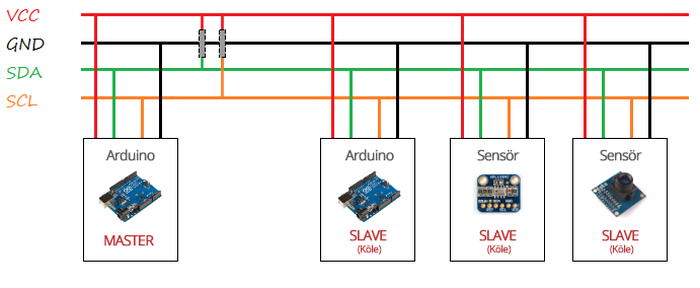 VCC
GND
SDA
SCL
Arduino
MASTER
Arduino
SLAVE
(Köle)
Sensör
SLAVE
(Köle)
Sensör
SLAVE
(Köle)